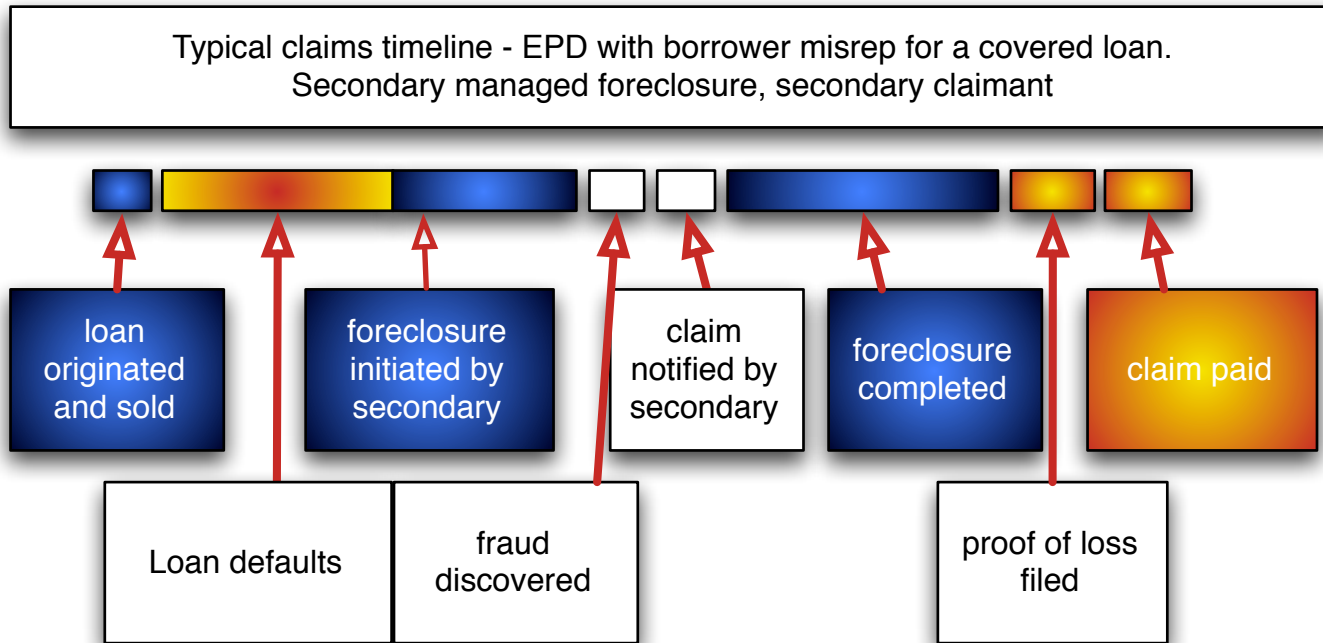 Typical claims timeline - EPD with borrower misrep for a covered loan.
Secondary managed foreclosure, secondary claimant
loan
originated
and sold
foreclosure
initiated by
secondary
claim
notified by
secondary
foreclosure
completed
claim paid
Loan defaults
fraud
discovered
proof of loss
filed